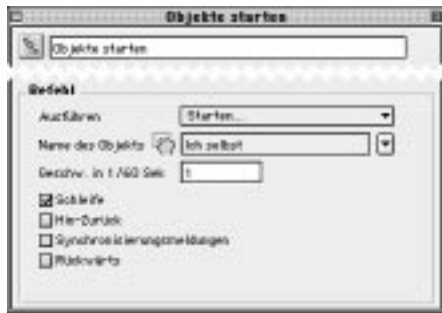 Objekte starten
Objekte starten
Befehl
Ausführen Starten...
Name des Objekts Ich selbst
Geschw. in 1/60 Sek 1
Schleife
Hin-Zurück
Synchronisierungsmeldungen
Rückwärts